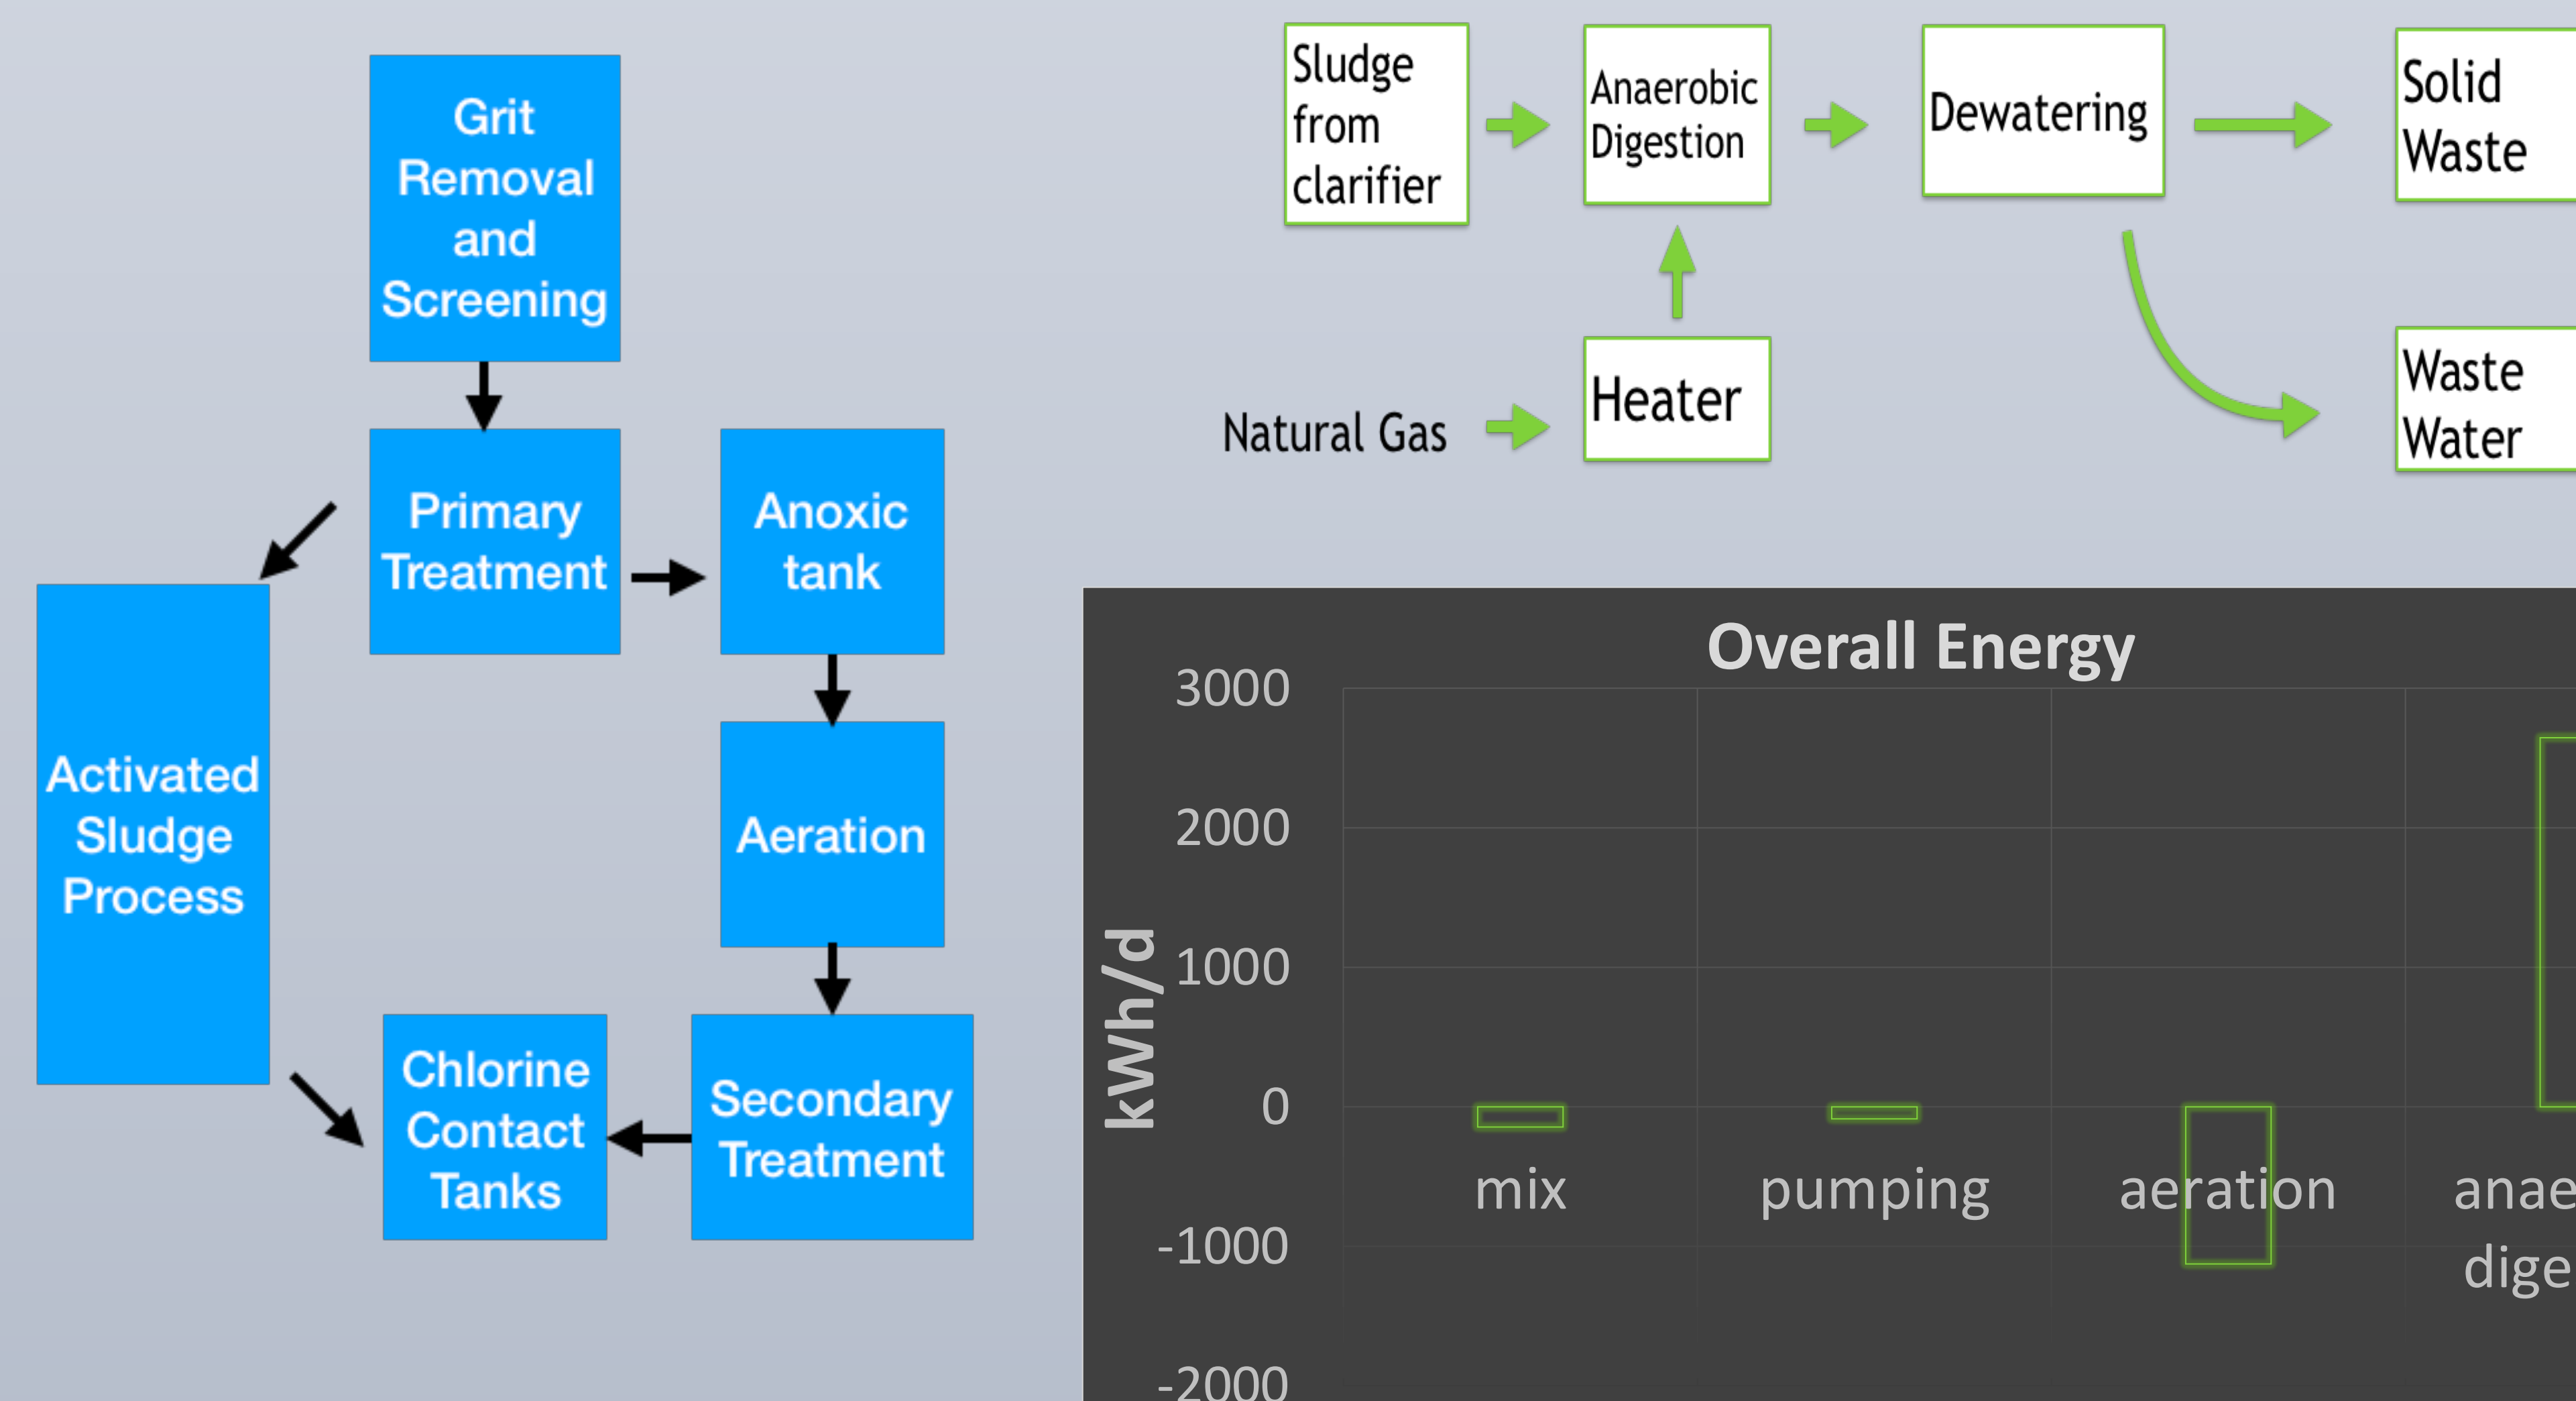 Grit
Removal
and
Screening
Primary
Treatment
Anoxic
tank
Activated
Sludge
Process
Aeration
Chlorine
Contact
Tanks
Secondary
Treatment
Sludge
from
clarifier
Anaerobic
Digestion
Dewatering
Solid
Waste
Natural Gas
Heater
Waste
Water
Overall Energy
kWh/d
3000
2000
1000
0
-1000
-2000
mix
pumping
aeration
anae
dige